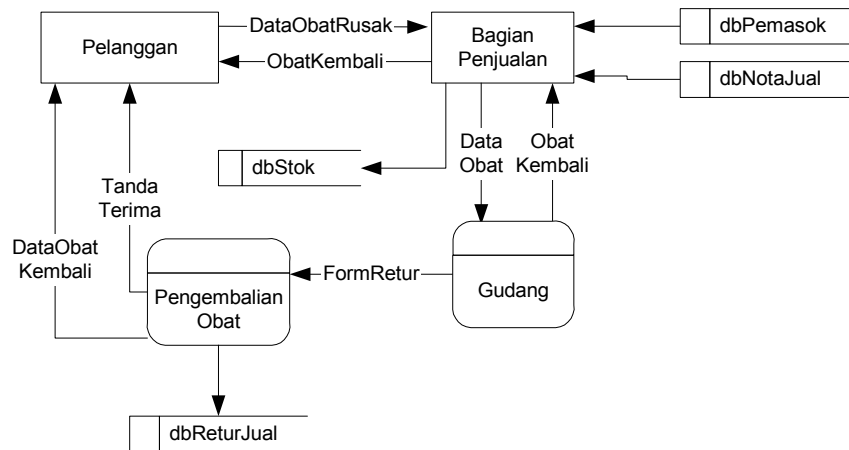 Pelanggan
DataObatRusak
ObatKembali
Bagian
Penjualan
dbPemasok
dbNotaJual
dbStok
Data
Obat
Obat
Kembali
Tanda
Terima
DataObat
Kembali
Pengembalian
Obat
FormRetur
Gudang
dbReturJual